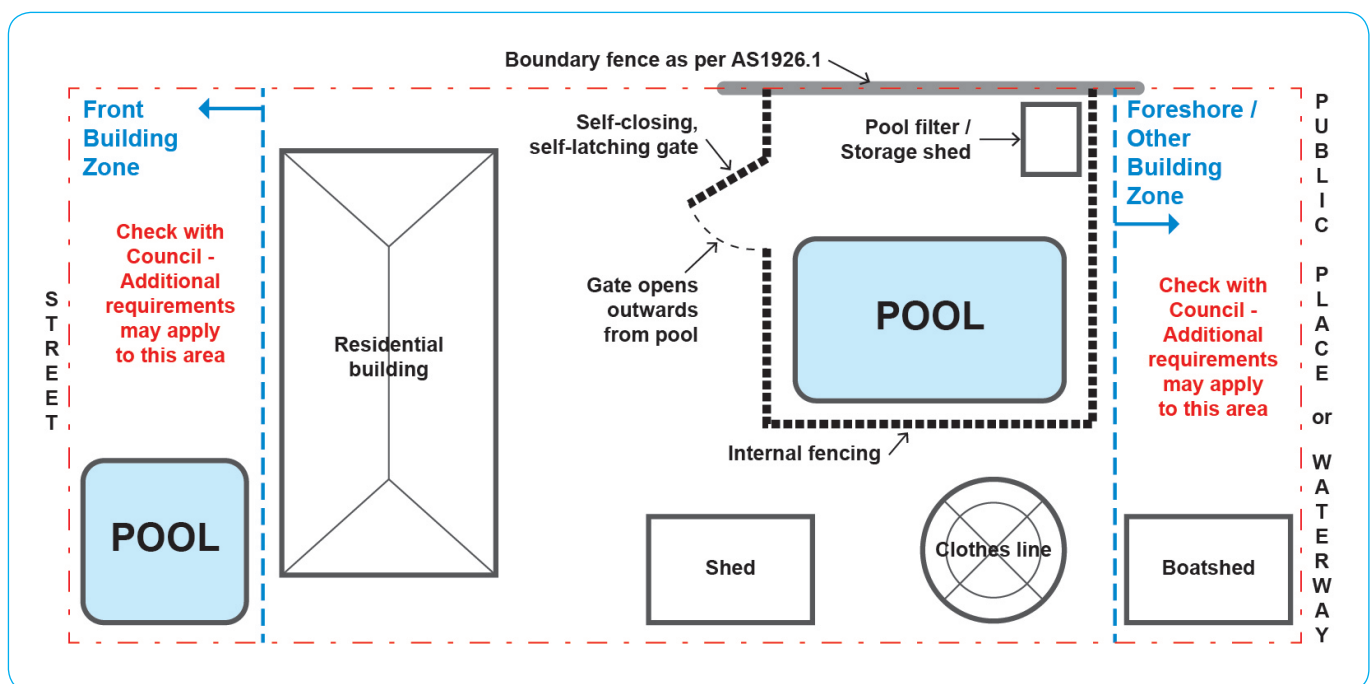 Boundary fence as per AS1926.1
Front
Building
Zone
Self-closing,
self-latching gate
Pool filter /
Storage shed
Foreshore /
Other
Building
Zone
Check with
Council -
Additional
requirements
may apply
to this area
Gate opens
outwards
from pool
POOL
Check with
Council -
Additional
requirements
may apply
to this area
STREET
Residential
building
PUBLIC PLACE or WATERWAY
Internal fencing
POOL
Shed
Clothes line
Boatshed